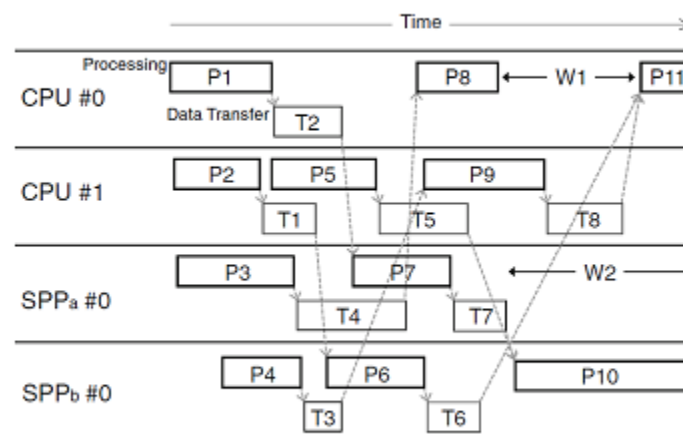 Time
Processing
P1
P8
W1
P11
CPU #0
Data Transfer
T2
P2
P5
P9
CPU #1
T1
T5
T8
P3
P7
W2
SPPa #0
T4
T7
P4
P6
P10
SPPb #0
T3
T6